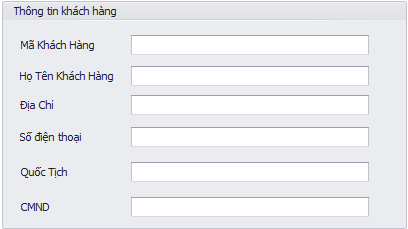 Thông tin khách hàng
Mã Khách Hàng
Họ Tên Khách Hàng
Địa Chỉ
Số điện thoại
Quốc Tịch
CMND